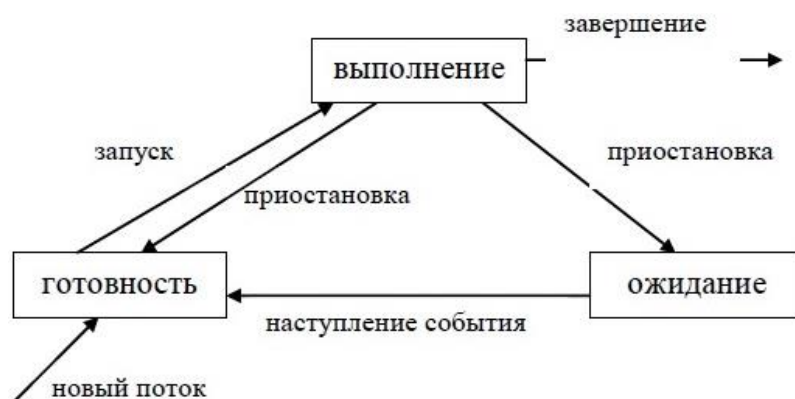 завершение
выполнение
запуск
приостановка
приостановка
готовность
ожидание
наступление события
новый поток